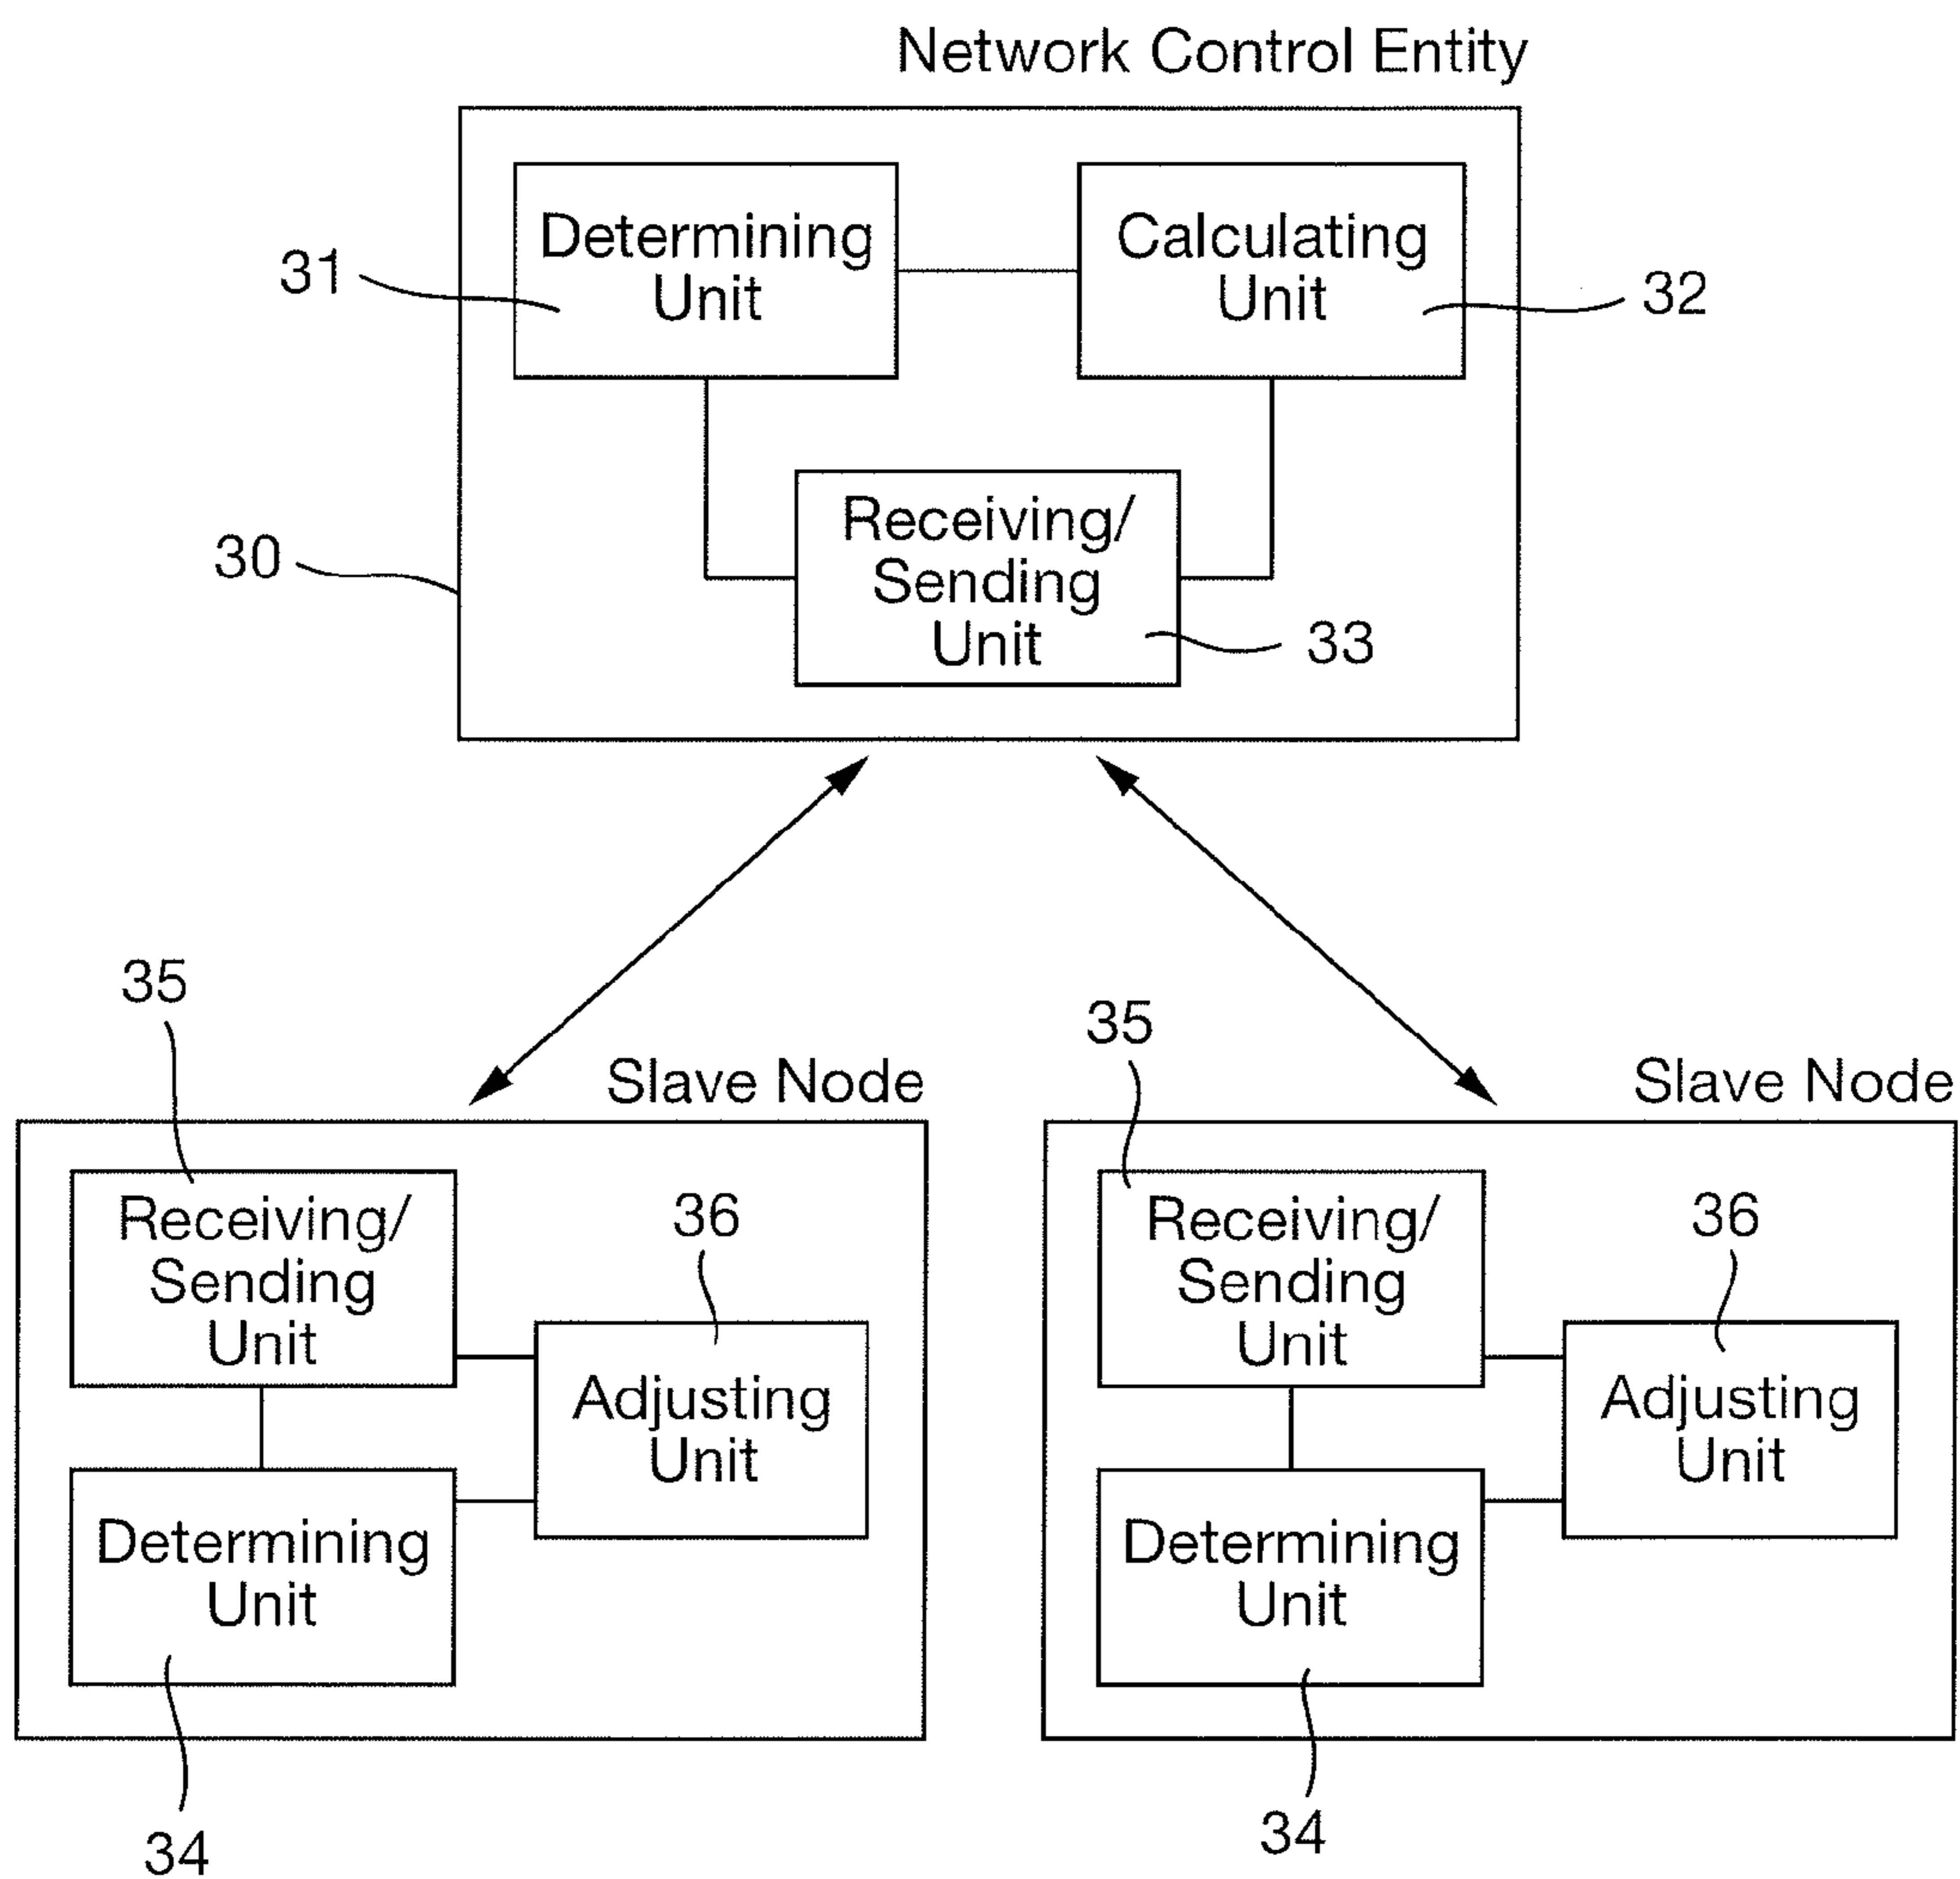 Network Control Entity
Determining
Unit
Calculating
Unit
31
32
Receiving/
Sending
Unit
30
33
35
35
Slave Node
Slave Node
Receiving/
Sending
Unit
36
Adjusting
Unit
Determining
Unit
34
Receiving/
Sending
Unit
36
Adjusting
Unit
Determining
Unit
34